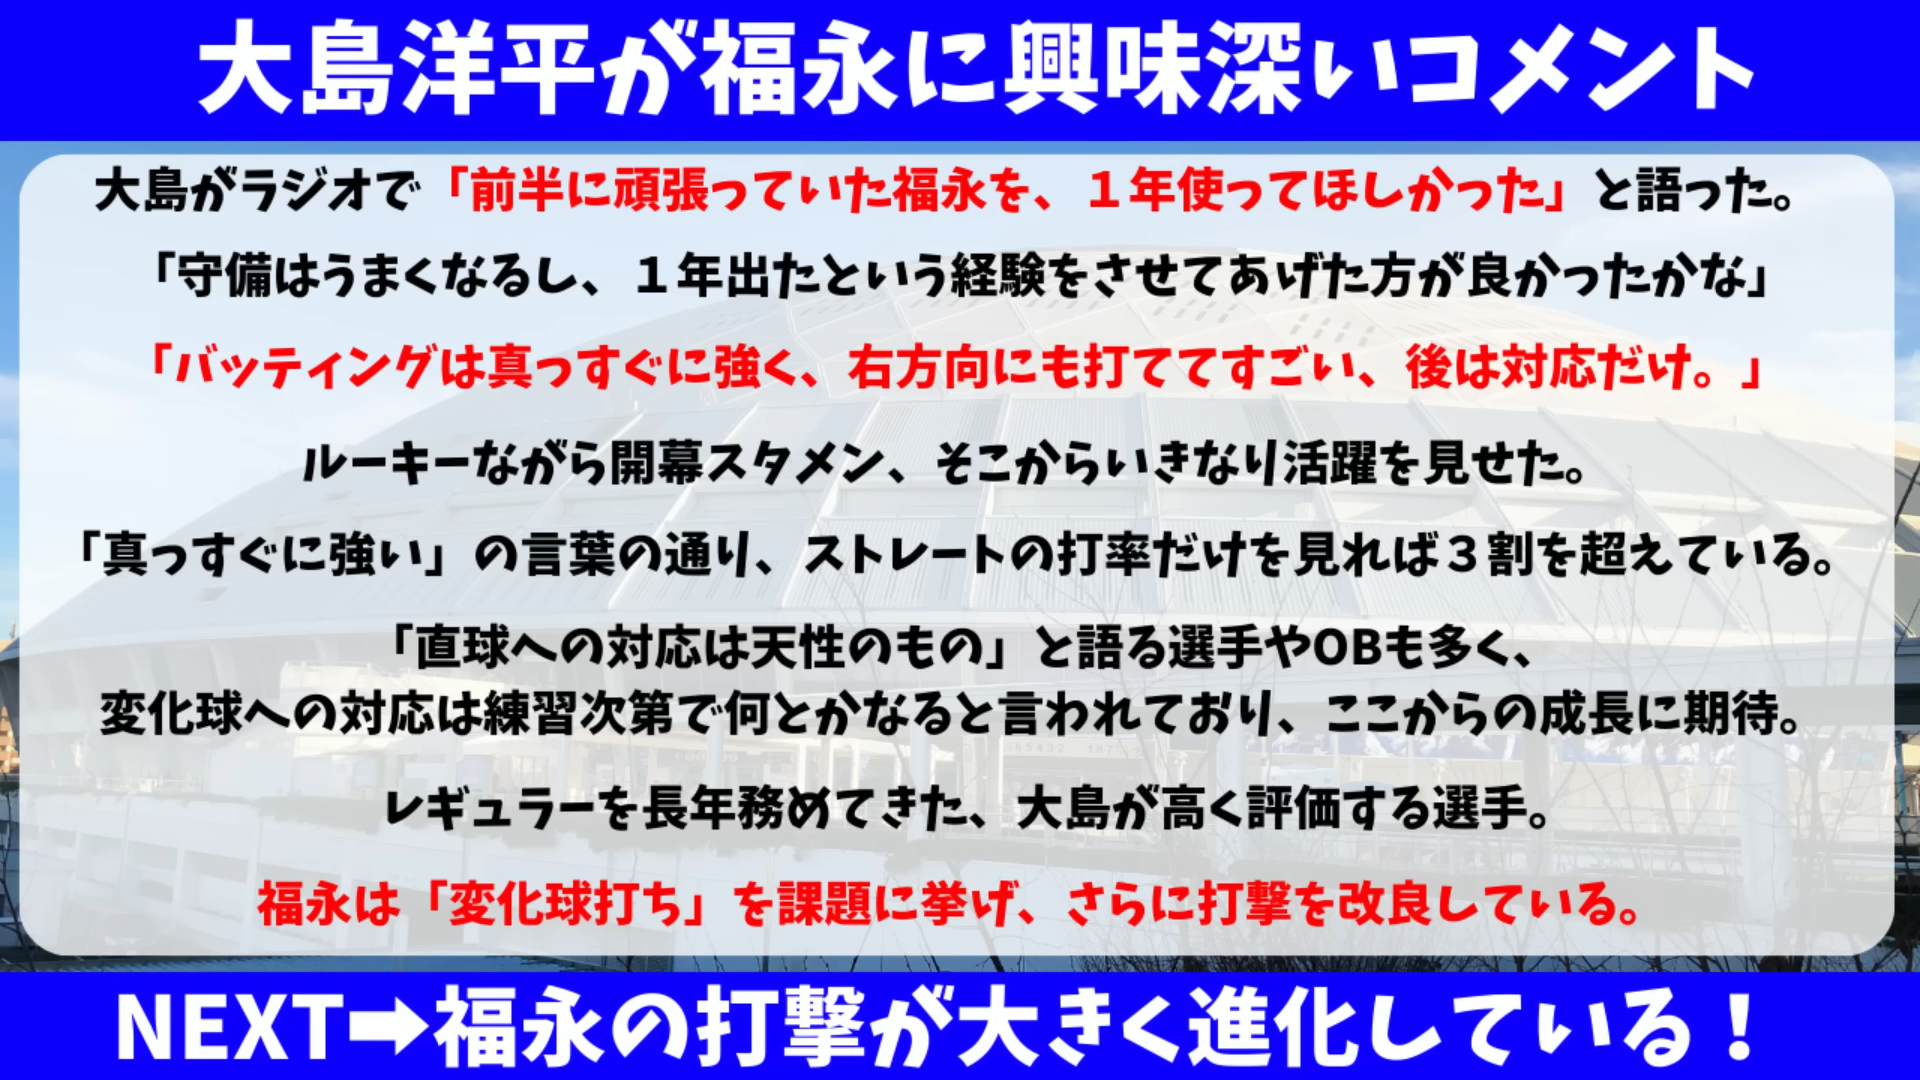 大島洋平が福永に興味深いコメント
大島がラジオで「前半に頑張っていた福永を、１年使ってほしかった」と語った。
「守備はうまくなるし、１年出たという経験をさせてあげた方が良かったかな」
「バッティングは真っすぐに強く、右方向にも打ててすごい、後は対応だけ。」
ルーキーながら開幕スタメン、そこからいきなり活躍を見せた。
「真っすぐに強い」の言葉の通り、ストレートの打率だけを見れば３割を超えている。
「直球への対応は天性のもの」と語る選手やOBも多く、
変化球への対応は練習次第で何とかなると言われており、ここからの成長に期待。
レギュラーを長年務めてきた、大島が高く評価する選手。
福永は「変化球打ち」を課題に挙げ、さらに打撃を改良している。
NEXT➡福永の打撃が大きく進化している！